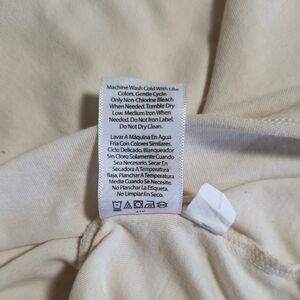 Machine Wash Cold With Like
Colors, Gentle Cycle.
Only Non-Chlorine Bleach
When Needed. Tumble Dry
Low. Medium Iron When
Needed. Do Not Iron Label.
Do Not Dry Clean.
Lavar A Máquina En Agua
Fria Con Colores Similares.
Ciclo Delicado. Blanqueador
Sin Cloro Solamente Cuando
Sea Necesario. Secar En
Secadora A Temperatura
Baja. Planchar A Temperatura
Media Cuando Se Necesite.
No Planchar La Etiqueta.
No Limpiar En Seco.